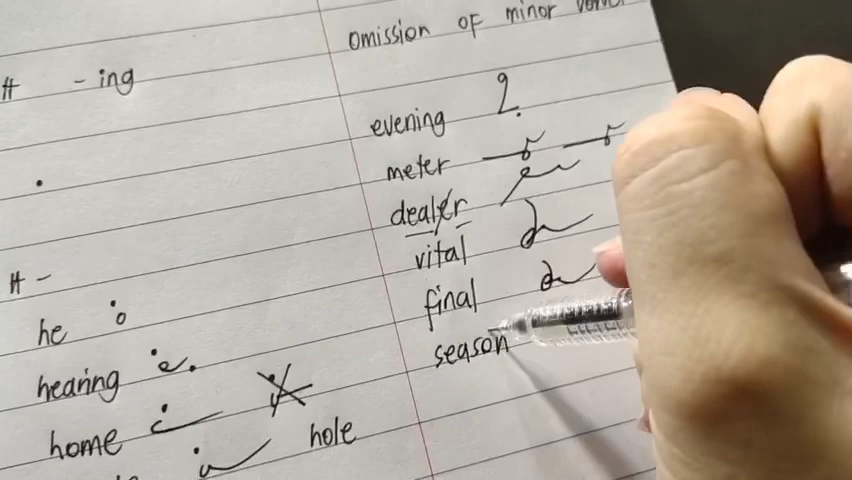 H -ing
H -
he
hearing
home
hole
omission of minor
evening
meter
dealer
vital
final
season